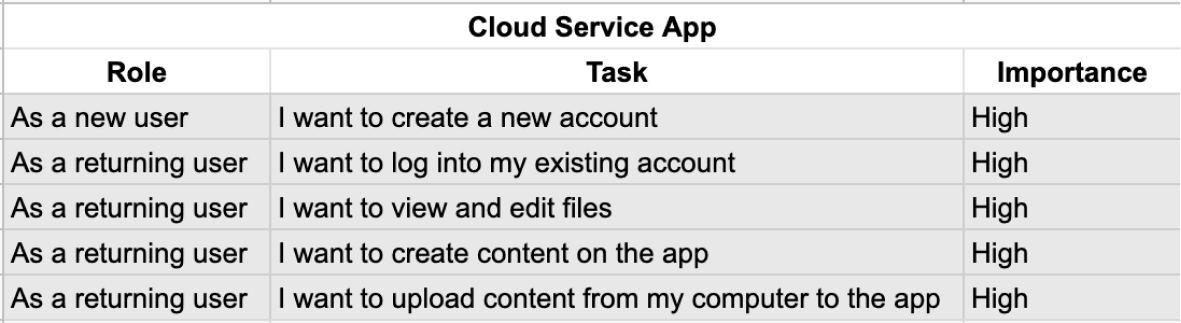 Cloud Service App
Role Task Importance
As a new user I want to create a new account High
As a returning user I want to log into my existing account High
As a returning user I want to view and edit files High
As a returning user I want to create content on the app High
As a returning user I want to upload content from my computer to the app High